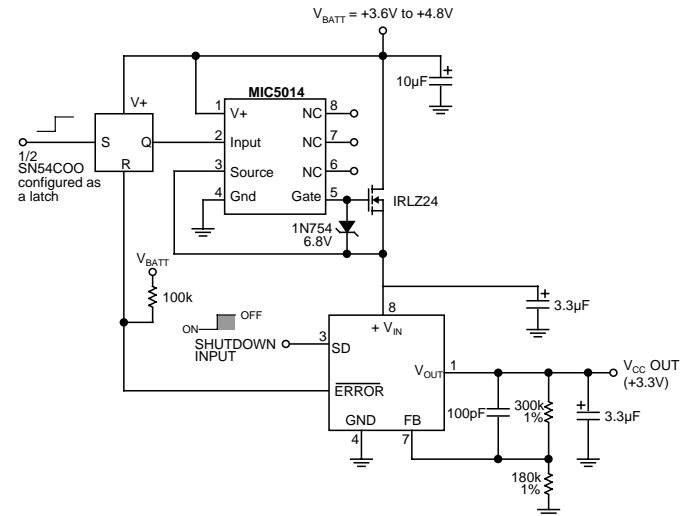 V_BATT = +3.6V to +4.8V
10µF
+
MIC5014
V+
1
V+
NC
8
S
Q
2
Input
NC
7
R
3
Source
NC
6
4
Gnd
Gate
5
1/2
SN54COO
configured as
a latch
IRLZ24
1N754
6.8V
V_BATT
100k
+
3.3µF
OFF
ON
SHUTDOWN
INPUT
8
+ V_IN
3
SD
V_OUT
1
V_CC OUT
(+3.3V)
ERROR
100pF
300k
1%
+
3.3µF
GND
FB
4
7
180k
1%